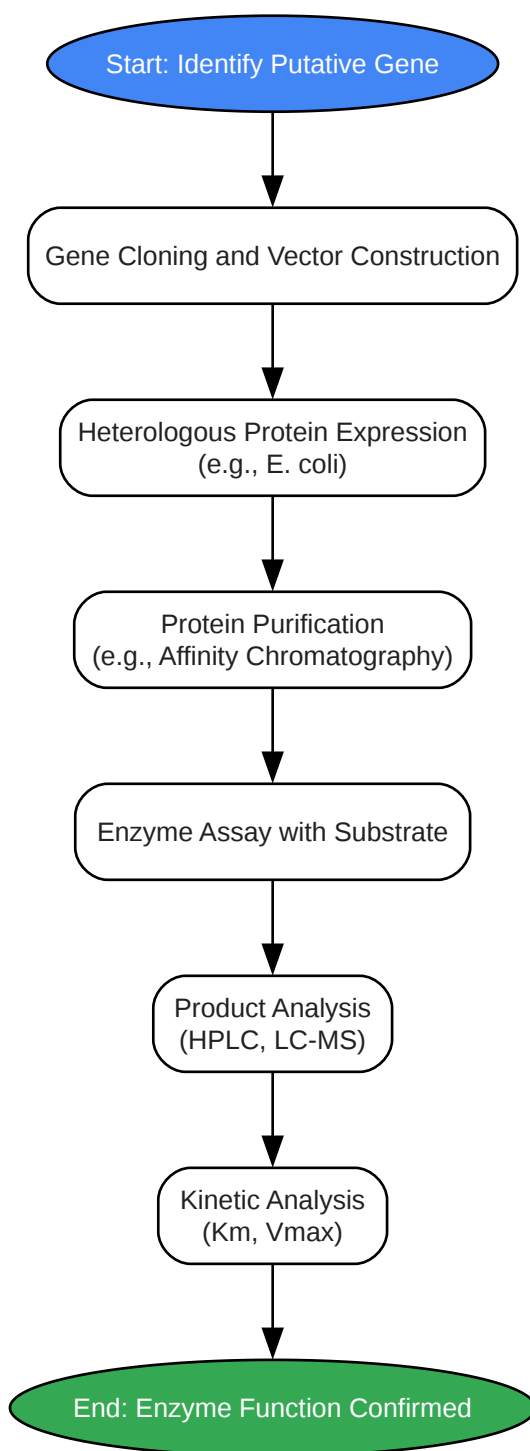 Start: Identify Putative Gene
Gene Cloning and Vector Construction
Heterologous Protein Expression
(e.g., E. coli)
Protein Purification
(e.g., Affinity Chromatography)
Enzyme Assay with Substrate
Product Analysis
(HPLC, LC-MS)
Kinetic Analysis
(Km, Vmax)
End: Enzyme Function Confirmed